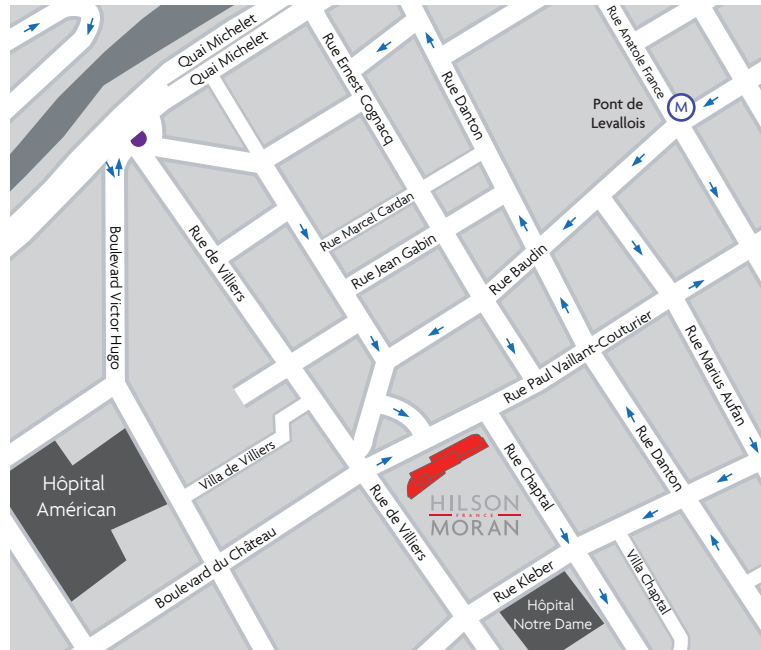 Quai Michelet
Quai Michelet
Rue Ernest Cognacq
Rue Danton
Rue Anatole France
M
Pont de
Levallois
Rue Marcel Cardan
Rue Jean Gabin
Rue de Villiers
Boulevard Victor Hugo
Rue Baudin
Rue Paul Vaillant-Couturier
Rue Marius Aufan
Villa de Villiers
Hôpital
Américan
HILSON
FRANCE
MORAN
Rue Chaptal
Rue Danton
Rue de Villiers
Boulevard du Château
Rue Kleber
Villa Chaptal
Hôpital
Notre Dame